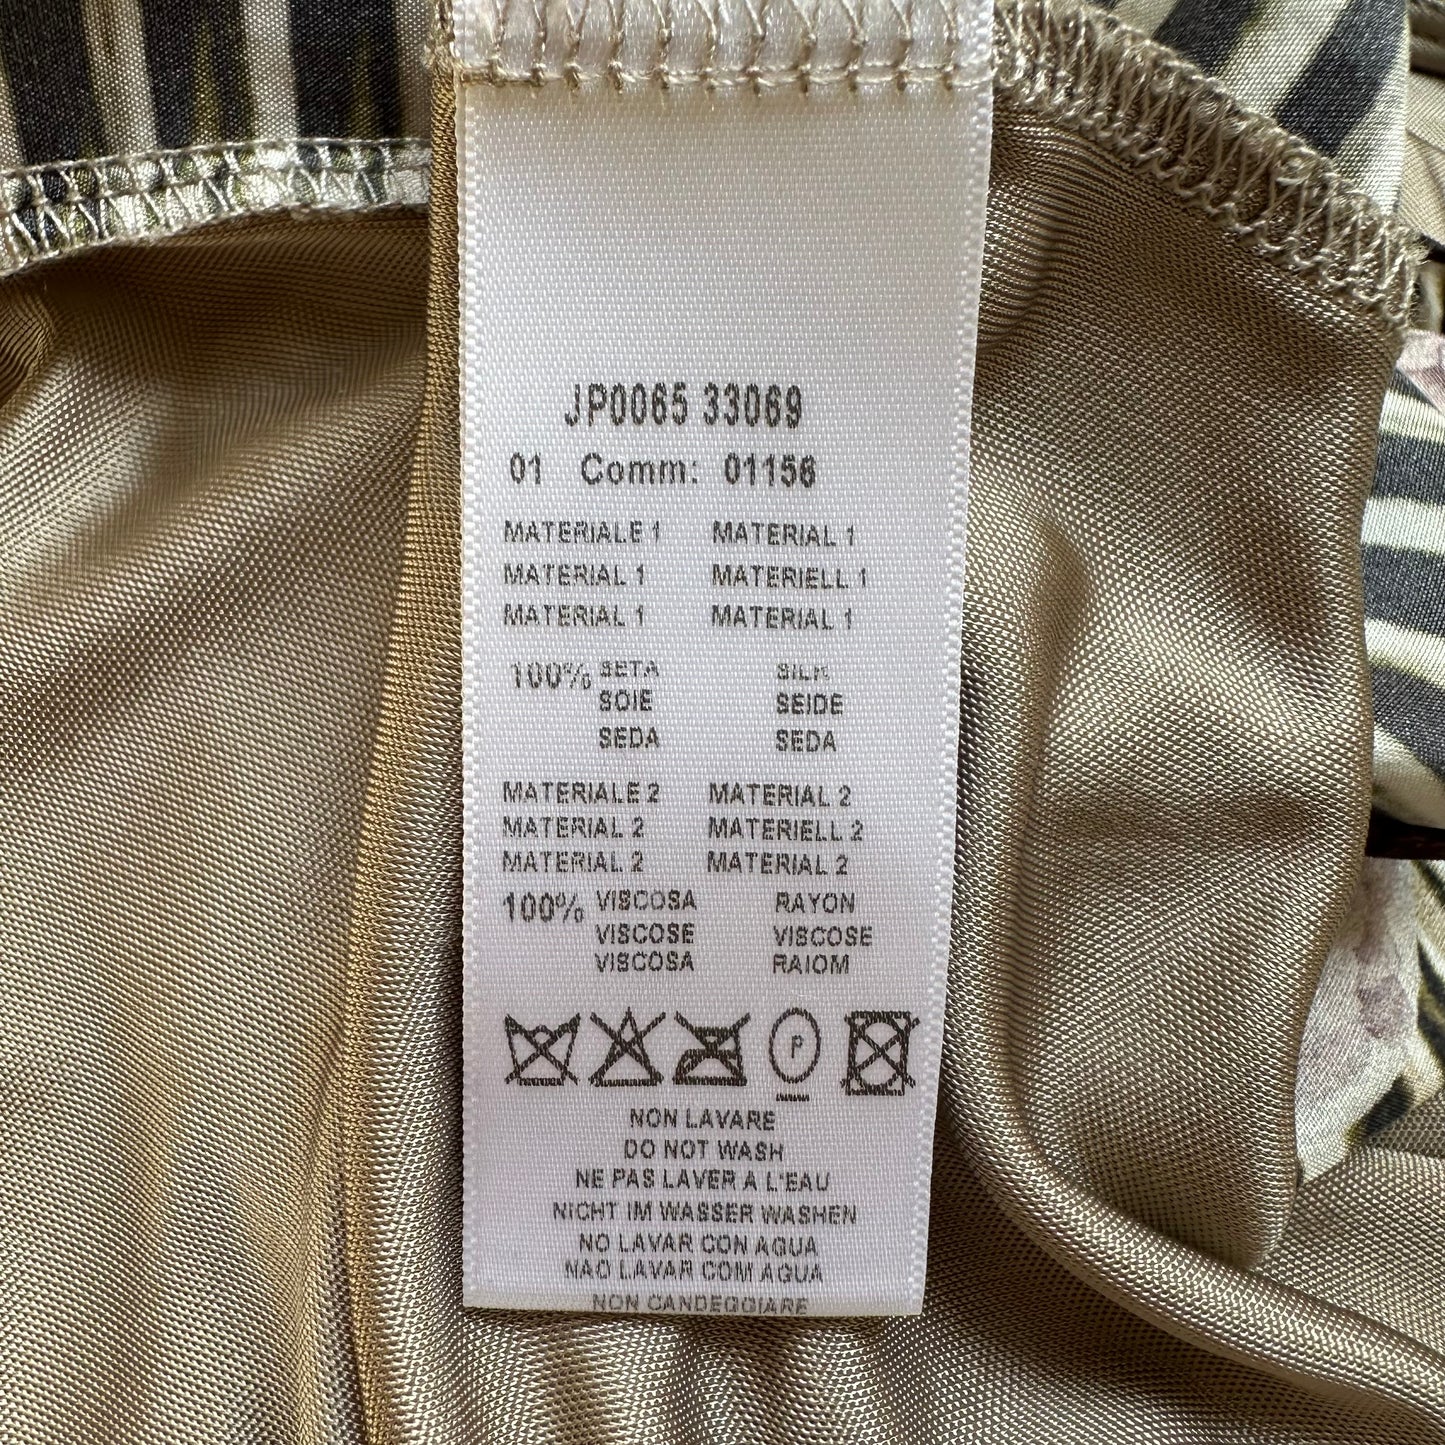 JP0065 33069
01 Comm: 01156
MATERIALE 1 MATERIAL 1
MATERIAL 1 MATERIELL 1
MATERIAL 1 MATERIAL 1
100% SETA SILK
SOIE SEIDE
SEDA SEDA
MATERIALE 2 MATERIAL 2
MATERIAL 2 MATERIELL 2
MATERIAL 2 MATERIAL 2
100% VISCOSA RAYON
VISCOSE VISCOSE
VISCOSA RAIOM
P
NON LAVARE
DO NOT WASH
NE PAS LAVER A L'EAU
NICHT IM WASSER WASHEN
NO LAVAR CON AGUA
NAO LAVAR COM AGUA
NON CANDEGGIARE